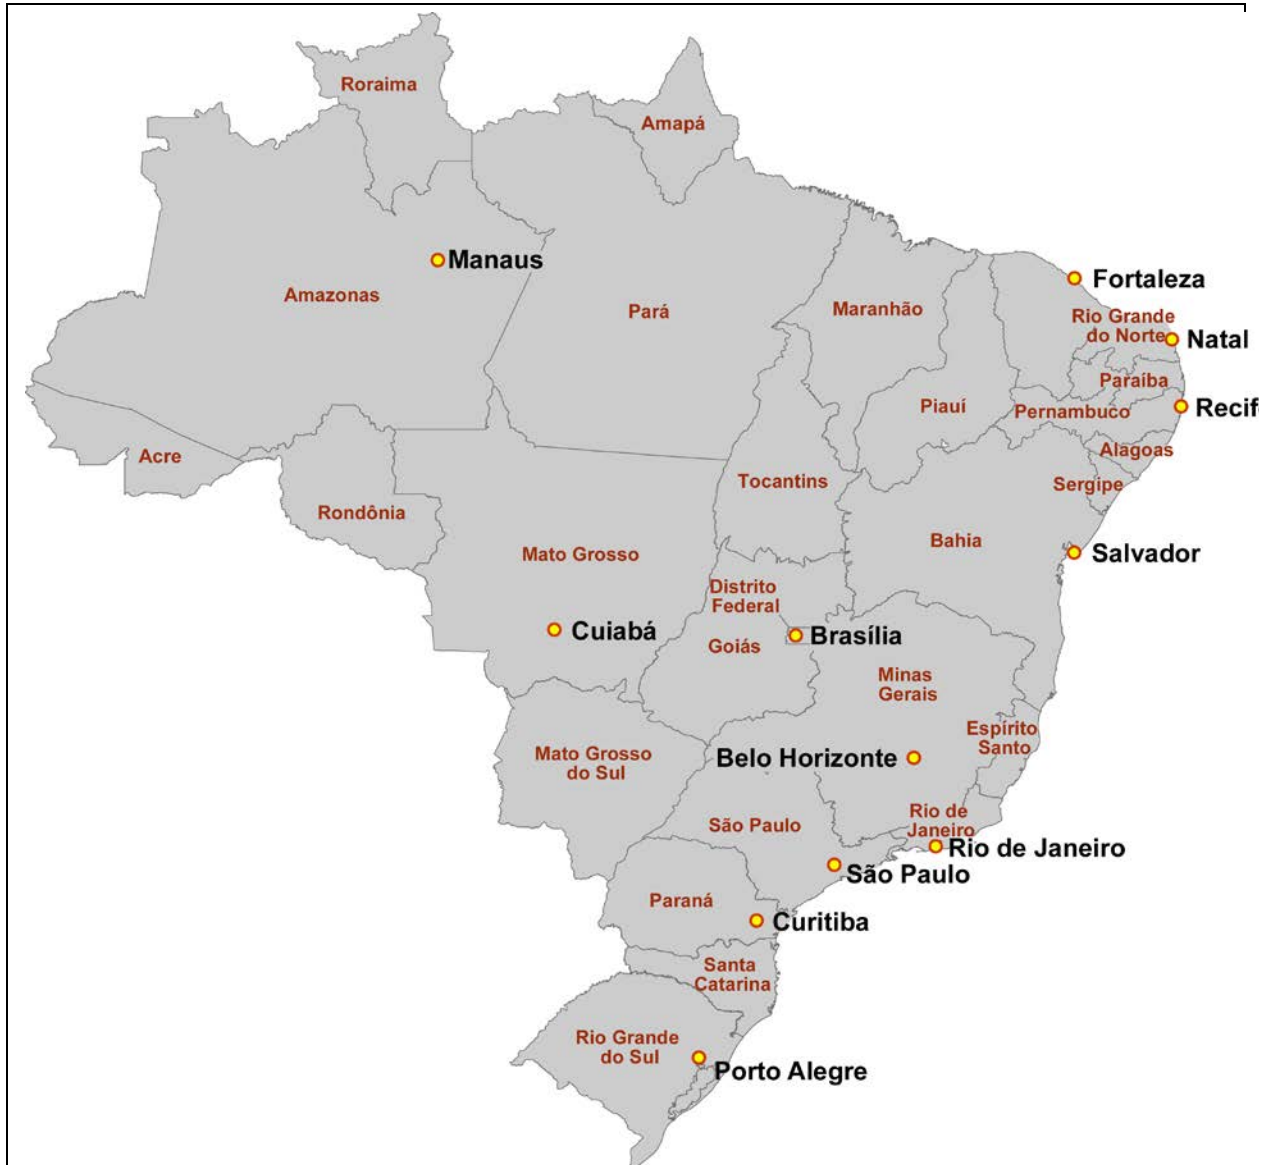 Roraima
Amapá
Manaus
Amazonas
Pará
Maranhão
Fortaleza
Rio Grande
do Norte
Natal
Paraíba
Piauí
Pernambuco
Recif
Alagoas
Acre
Sergipe
Tocantins
Rondônia
Bahia
Mato Grosso
Salvador
Distrito
Federal
Cuiabá
Brasília
Goiás
Minas
Gerais
Espírito
Santo
Mato Grosso
do Sul
Belo Horizonte
São Paulo
Rio de
Janeiro
Rio de Janeiro
São Paulo
Paraná
Curitiba
Santa
Catarina
Rio Grande
do Sul
Porto Alegre